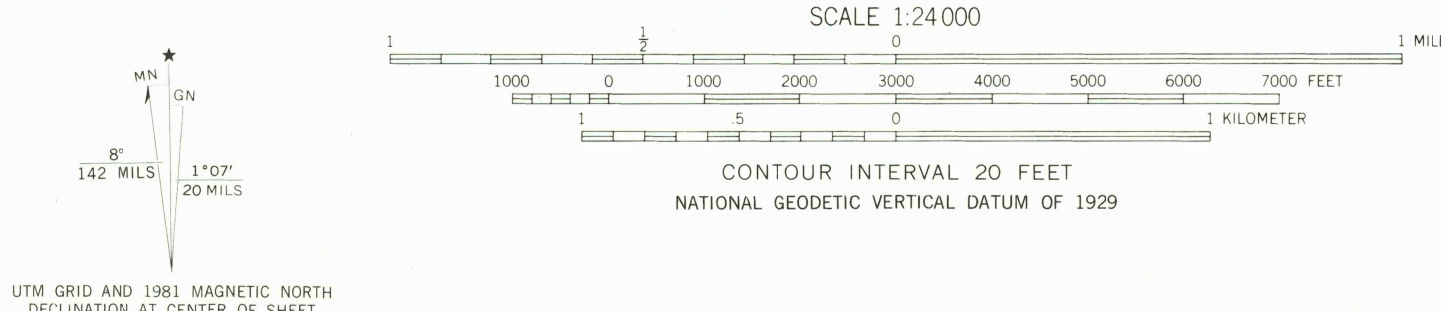 SCALE 1:24 000
1 1/2 0 1 MILE
1000 0 1000 2000 3000 4000 5000 6000 7000 FEET
1 .5 0 1 KILOMETER
CONTOUR INTERVAL 20 FEET
NATIONAL GEODETIC VERTICAL DATUM OF 1929
★
MN
GN
8°
142 MILS
1°07′
20 MILS
UTM GRID AND 1981 MAGNETIC NORTH
DECLINATION AT CENTER OF SHEET